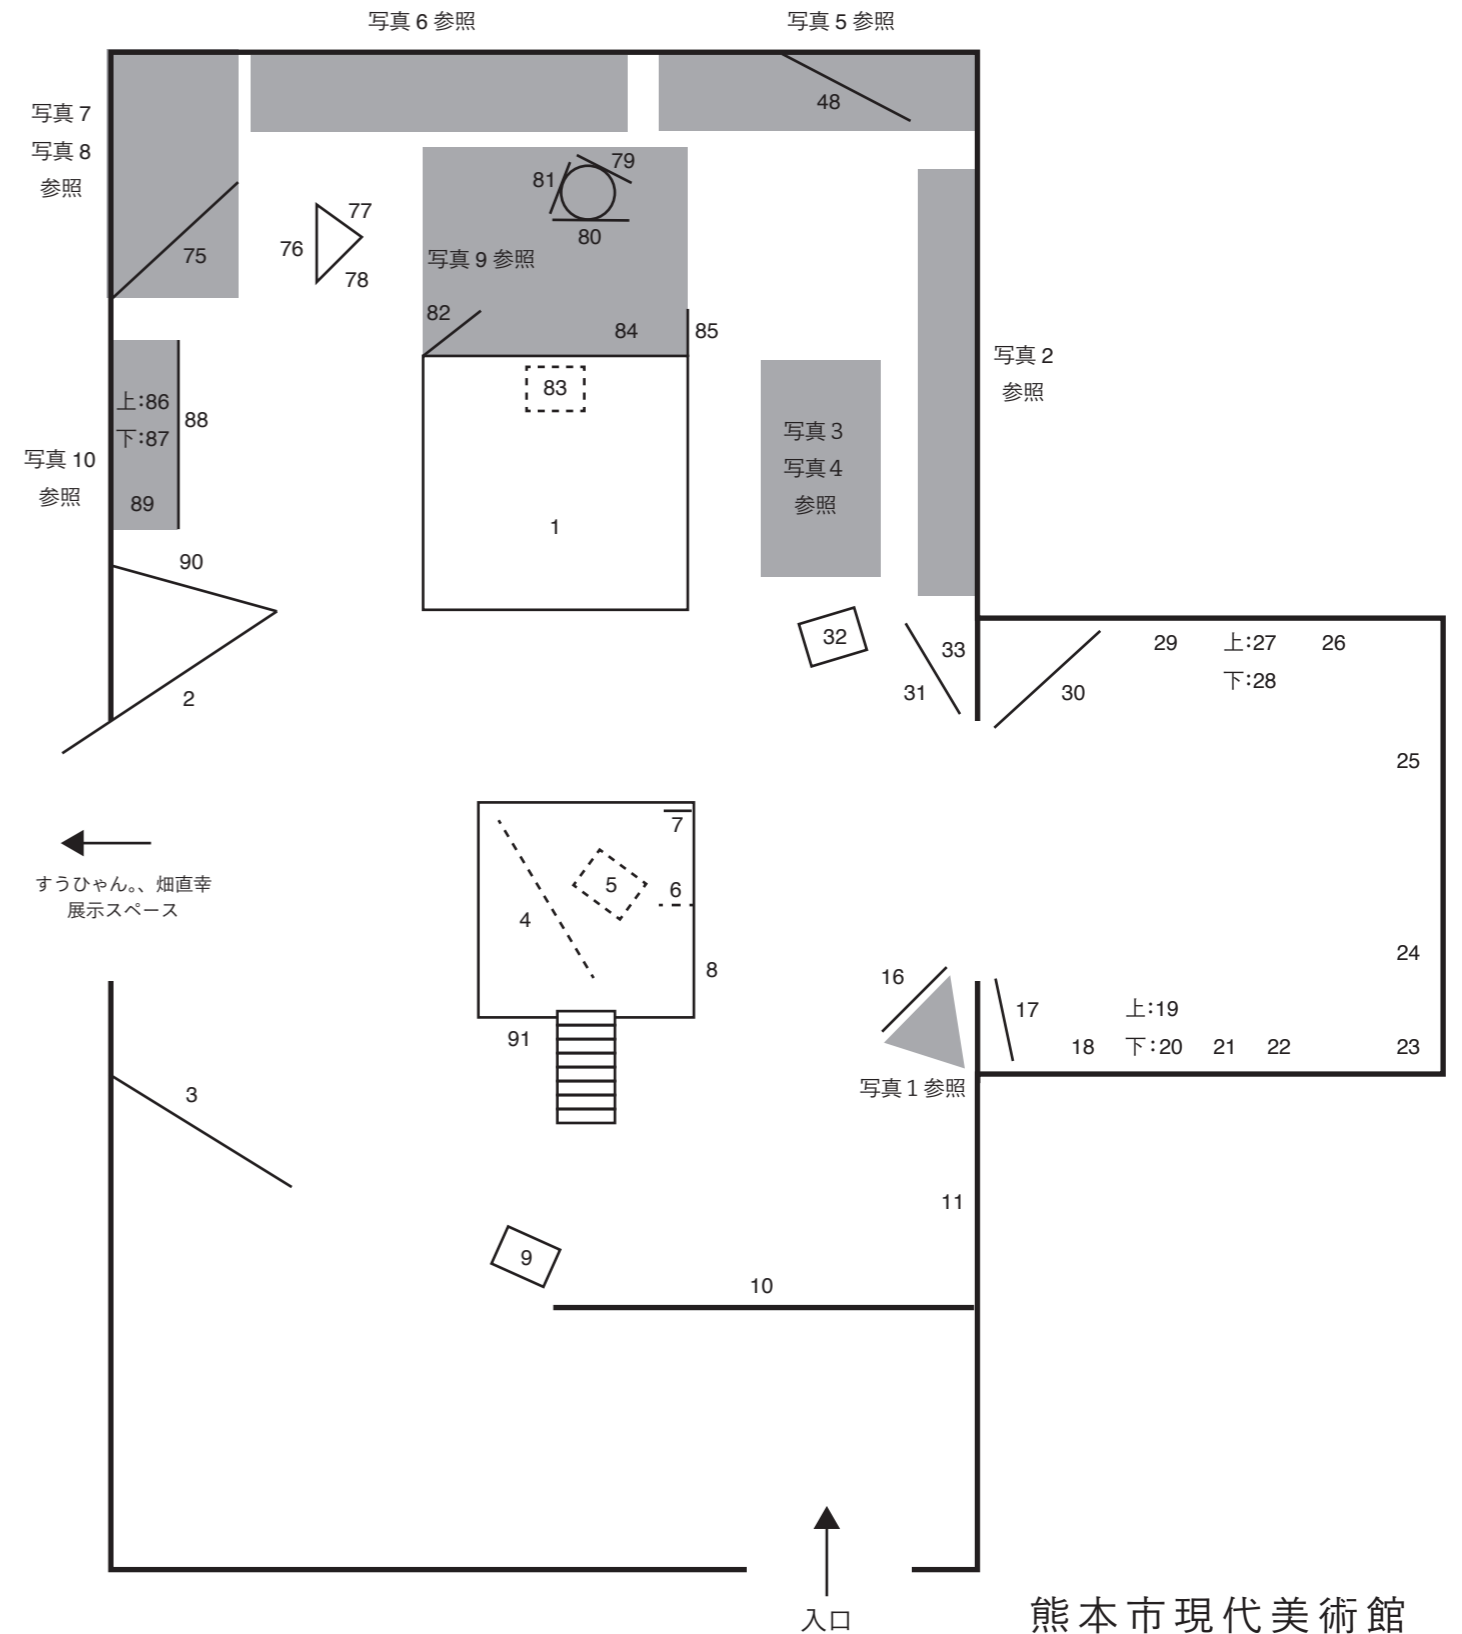 写真 6 参照
写真 5 参照
写真 7
写真 8
参照
48
79
81
80
77
76
78
75
写真 9 参照
82
84
85
83
1
上:86
下:87
88
89
写真 10
参照
90
2
写真 2
参照
写真 3
写真 4
参照
32
33
31
29
上:27
下:28
26
30
25
24
すうひゃん。、畑直幸
展示スペース
7
5
6
4
8
91
16
17
上:19
18
下:20
21
22
23
写真 1 参照
3
11
9
10
入口
熊本市現代美術館